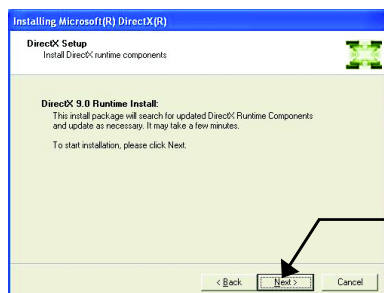 Installing Microsoft(R) DirectX(R)
DirectX Setup
Install DirectX runtime components
DirectX 9.0 Runtime Install:
This install package will search for updated DirectX Runtime Components
and update as necessary. It may take a few minutes.
To start installation, please click Next.
< Back Next > Cancel